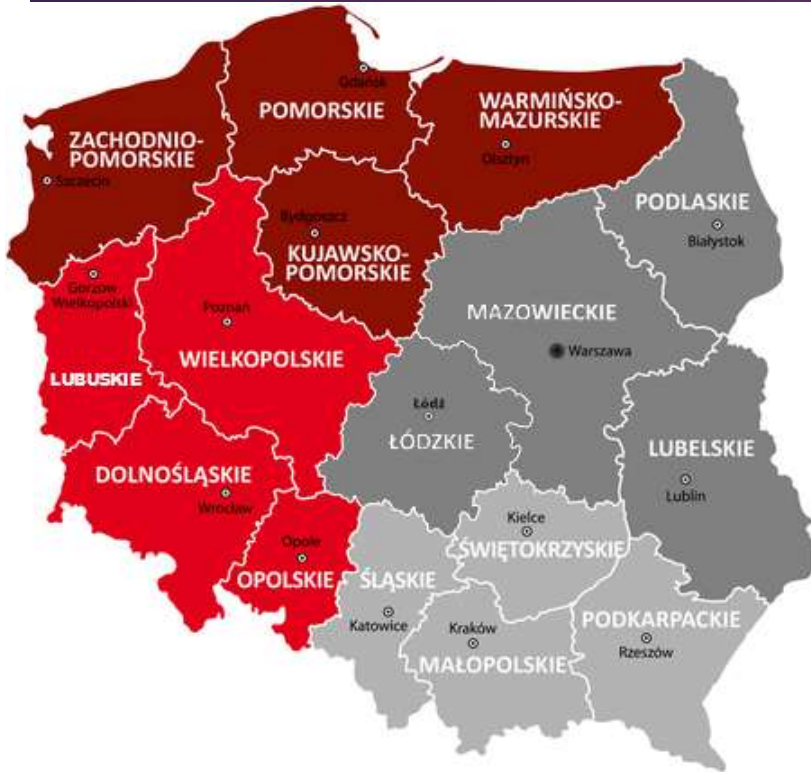 Gdańsk
POMORSKIE
WARMIŃSKO-
MAZURSKIE
Olsztyn
ZACHODNIO-
POMORSKIE
Szczecin
PODLASKIE
Białystok
Bydgoszcz
KUJAWSKO-
POMORSKIE
Gorzów
Wielkopolski
Poznań
WIELKOPOLSKIE
MAZOWIECKIE
Warszawa
LUBUSKIE
Łódź
ŁÓDZKIE
LUBELSKIE
Lublin
DOLNOŚLĄSKIE
Wrocław
Opole
OPOLSKIE
ŚLĄSKIE
Katowice
Kielce
ŚWIĘTOKRZYSKIE
Kraków
MAŁOPOLSKIE
PODKARPACKIE
Rzeszów